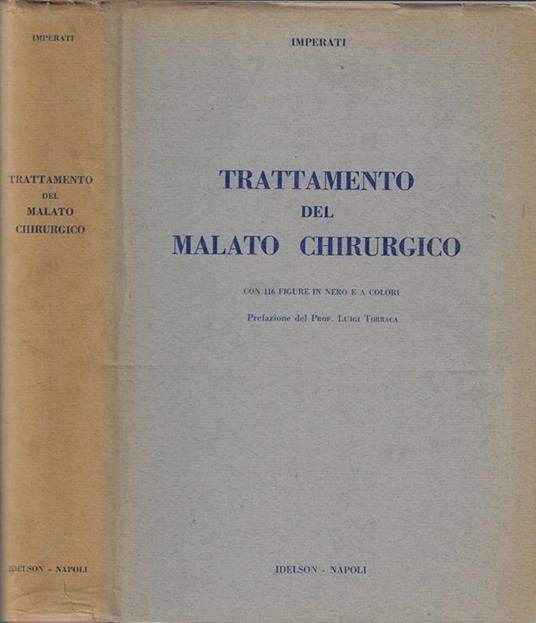 IMPERATI
TRATTAMENTO
DEL
MALATO
CHIRURGICO
IDELSON - NAPOLI
IMPERATI
TRATTAMENTO
DEL
MALATO CHIRURGICO
CON 116 FIGURE IN NERO E A COLORI
Prefazione del PROF. LUIGI TORRACA
IDELSON - NAPOLI